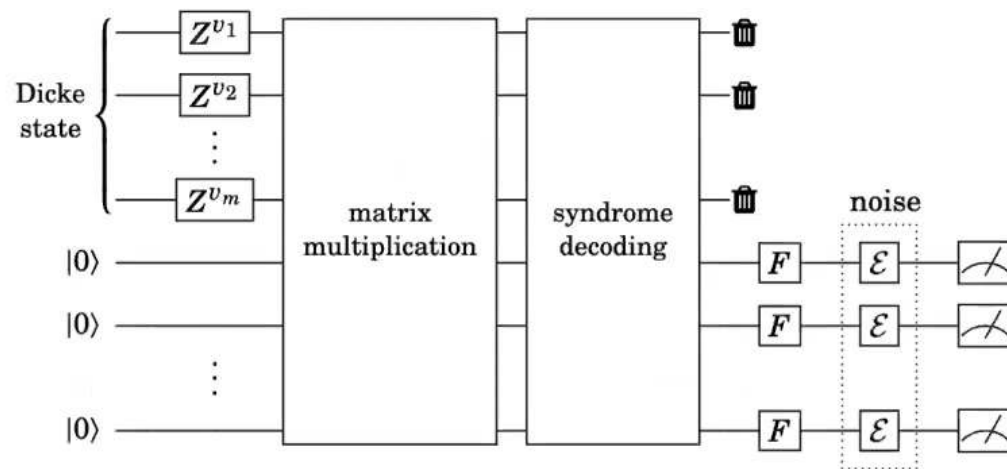 Dicke
state
Z^{v_1}
Z^{v_2}
⋮
Z^{v_m}
matrix
multiplication
syndrome
decoding
noise
|0⟩ F ℰ
|0⟩ F ℰ
⋮
|0⟩ F ℰ